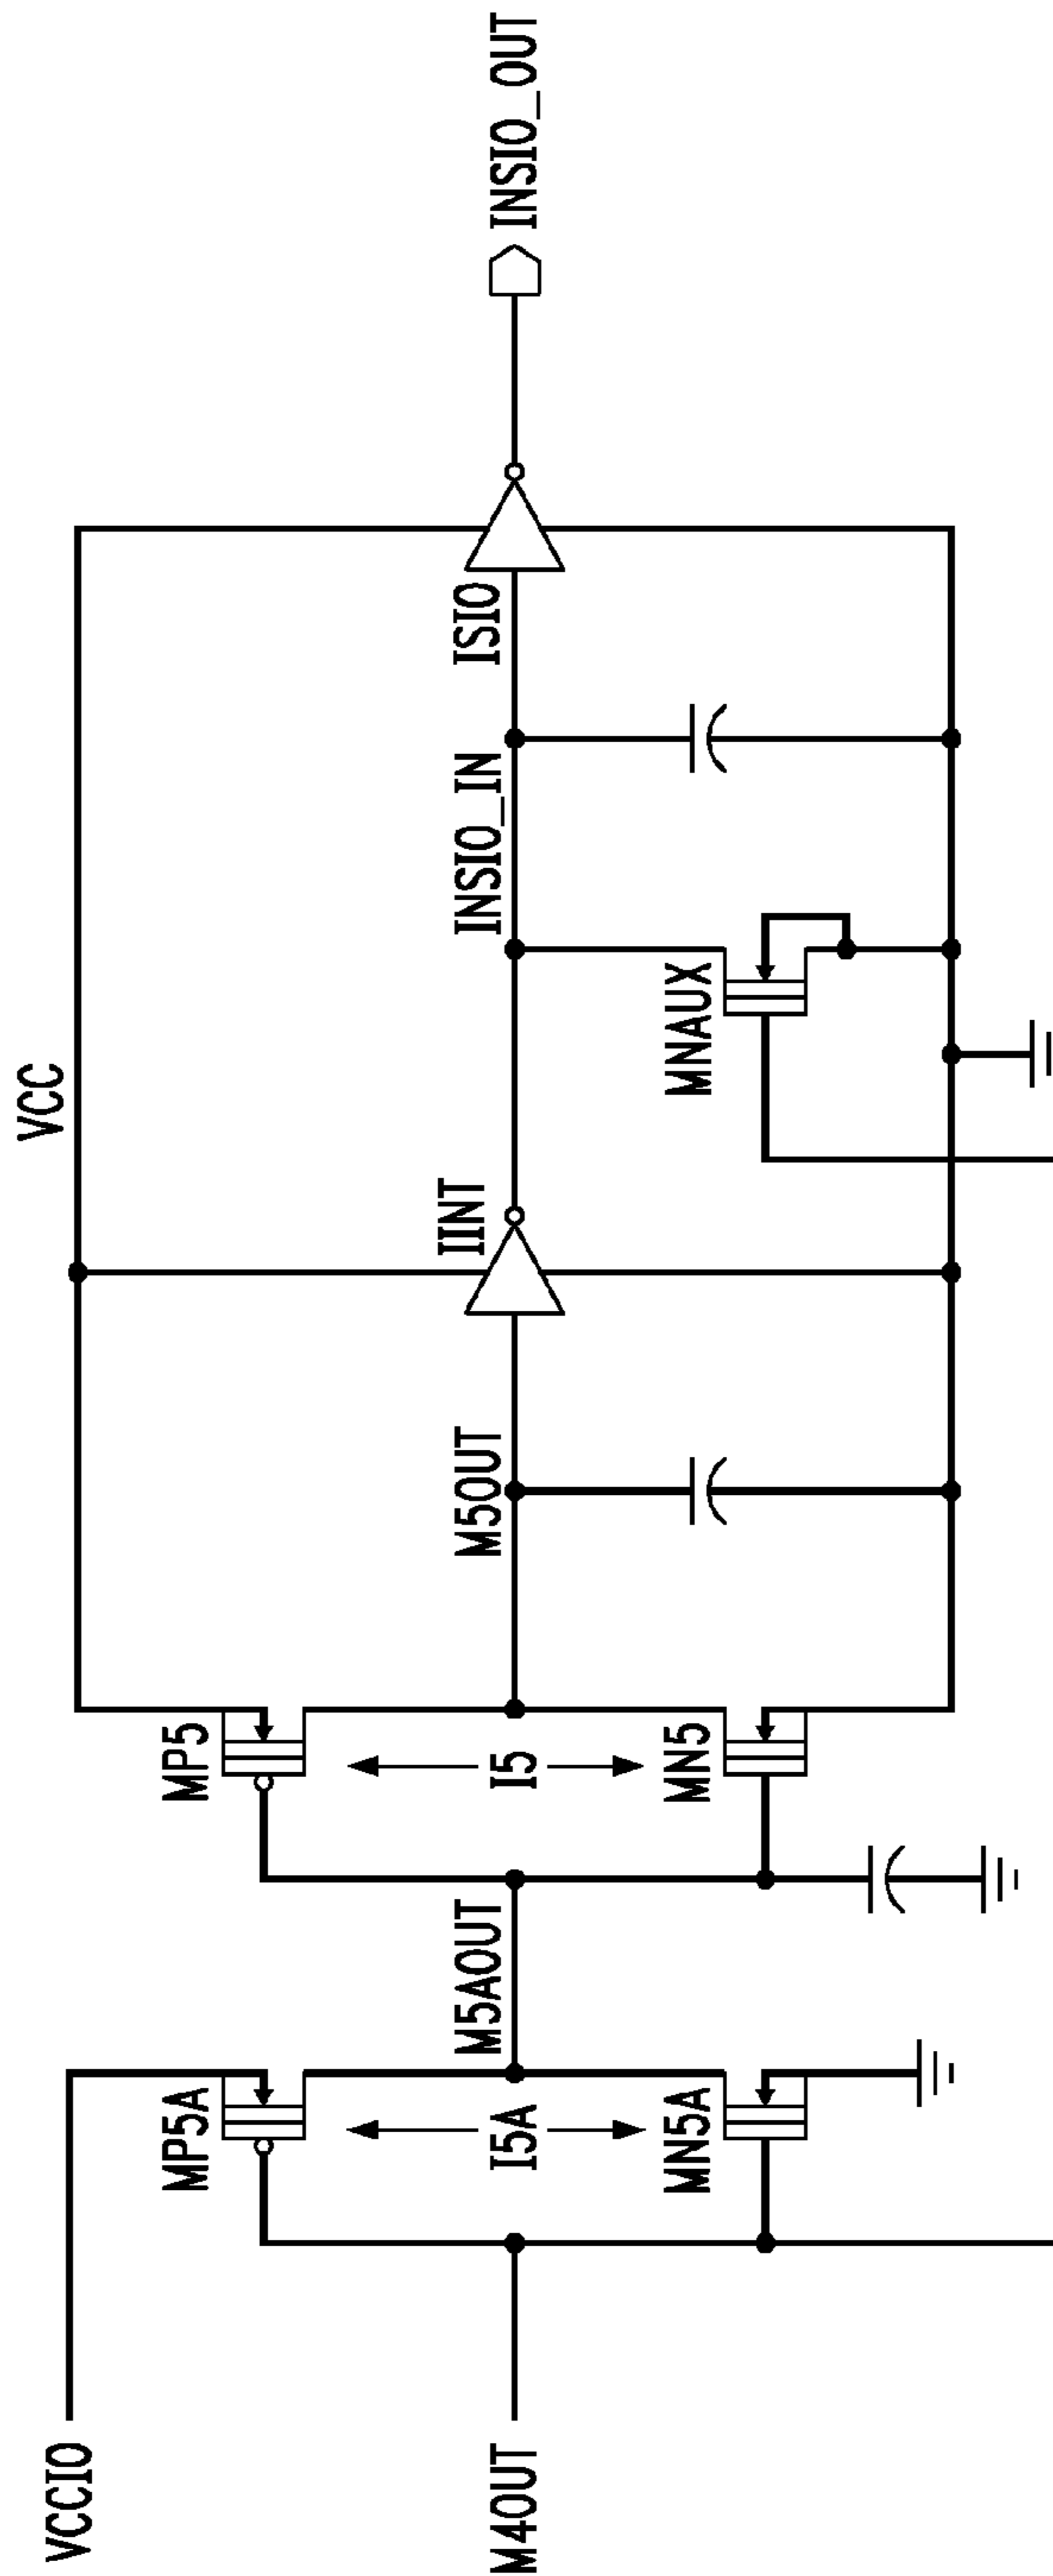 VCCIO
M4OUT
MP5A
I5A
MN5A
M5AOUT
MP5
I5
MN5
M5OUT
VCC
IINT
MNAUX
INSIO_IN
ISIO
INSIO_OUT